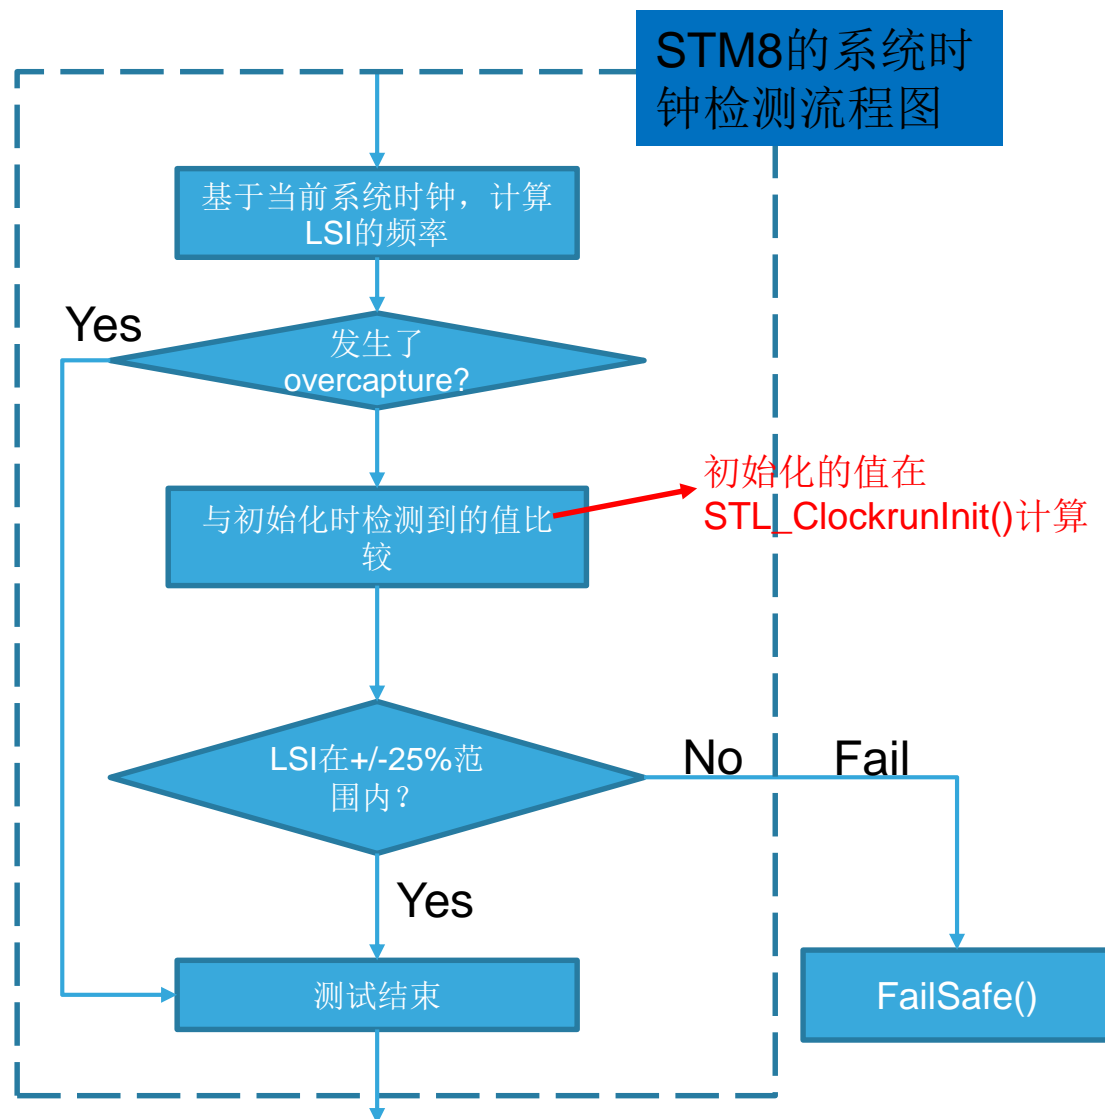 STM8的系统时
钟检测流程图
基于当前系统时钟，计算
LSI的频率
Yes
发生了
overcapture?
与初始化时检测到的值比
较
初始化的值在
STL_ClockrunInit()计算
LSI在+/-25%范
围内？
No
Fail
Yes
测试结束
FailSafe()